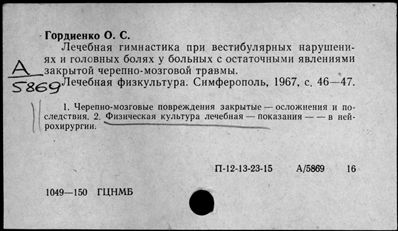 Гордиенко О. С.
Лечебная гимнастика при вестибулярных нарушени-
ях и головных болях у больных с остаточными явлениями
закрытой черепно-мозговой травмы.
А
5869
Лечебная физкультура. Симферополь, 1967, с. 46—47.
1. Черепно-мозговые повреждения закрытые — осложнения и по-
следствия. 2. Физическая культура лечебная — показания — — в ней-
рохирургии.
П-12-13-23-15 А/5869 16
1049—150 ГЦНМБ